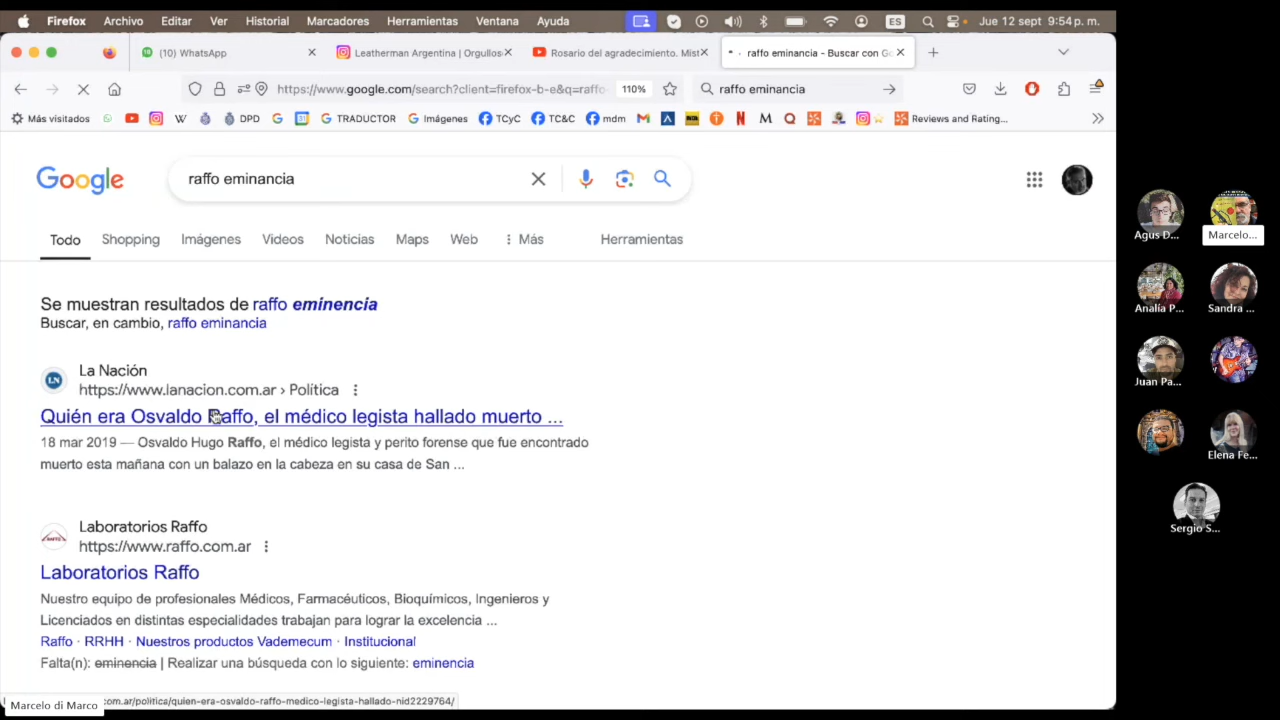 Firefox Archivo Editar Ver Historial Marcadores Herramientas Ventana Ayuda ES Jue 12 sept 9:54 p. m.
(10) WhatsApp Leatherman Argentina | Orgullos Rosario del agradecimiento. Mist raffo eminancia - Buscar con Go
https://www.google.com/search?client=firefox-b-e&q=raffo 110% raffo eminancia
Más visitados DPD TRADUCTOR Imágenes TCyC TC&C mdm Reviews and Rating...
Google raffo eminancia
Todo Shopping Imágenes Videos Noticias Maps Web Más Herramientas
Se muestran resultados de raffo eminencia
Buscar, en cambio, raffo eminancia
La Nación
https://www.lanacion.com.ar › Política
Quién era Osvaldo Raffo, el médico legista hallado muerto ...
18 mar 2019 — Osvaldo Hugo Raffo, el médico legista y perito forense que fue encontrado
muerto esta mañana con un balazo en la cabeza en su casa de San ...
Laboratorios Raffo
https://www.raffo.com.ar
Laboratorios Raffo
Nuestro equipo de profesionales Médicos, Farmacéuticos, Bioquímicos, Ingenieros y
Licenciados en distintas especialidades trabajan para lograr la excelencia ...
Raffo · RRHH · Nuestros productos Vademecum · Institucional
Falta(n): eminencia | Realizar una búsqueda con lo siguiente: eminencia
Marcelo di Marco com.ar/politica/quien-era-osvaldo-raffo-medico-legista-hallado-nid2229764/
Agus D... Marcelo...
Analía P... Sandra ...
Juan Pa...
Elena Fe...
Sergio S...